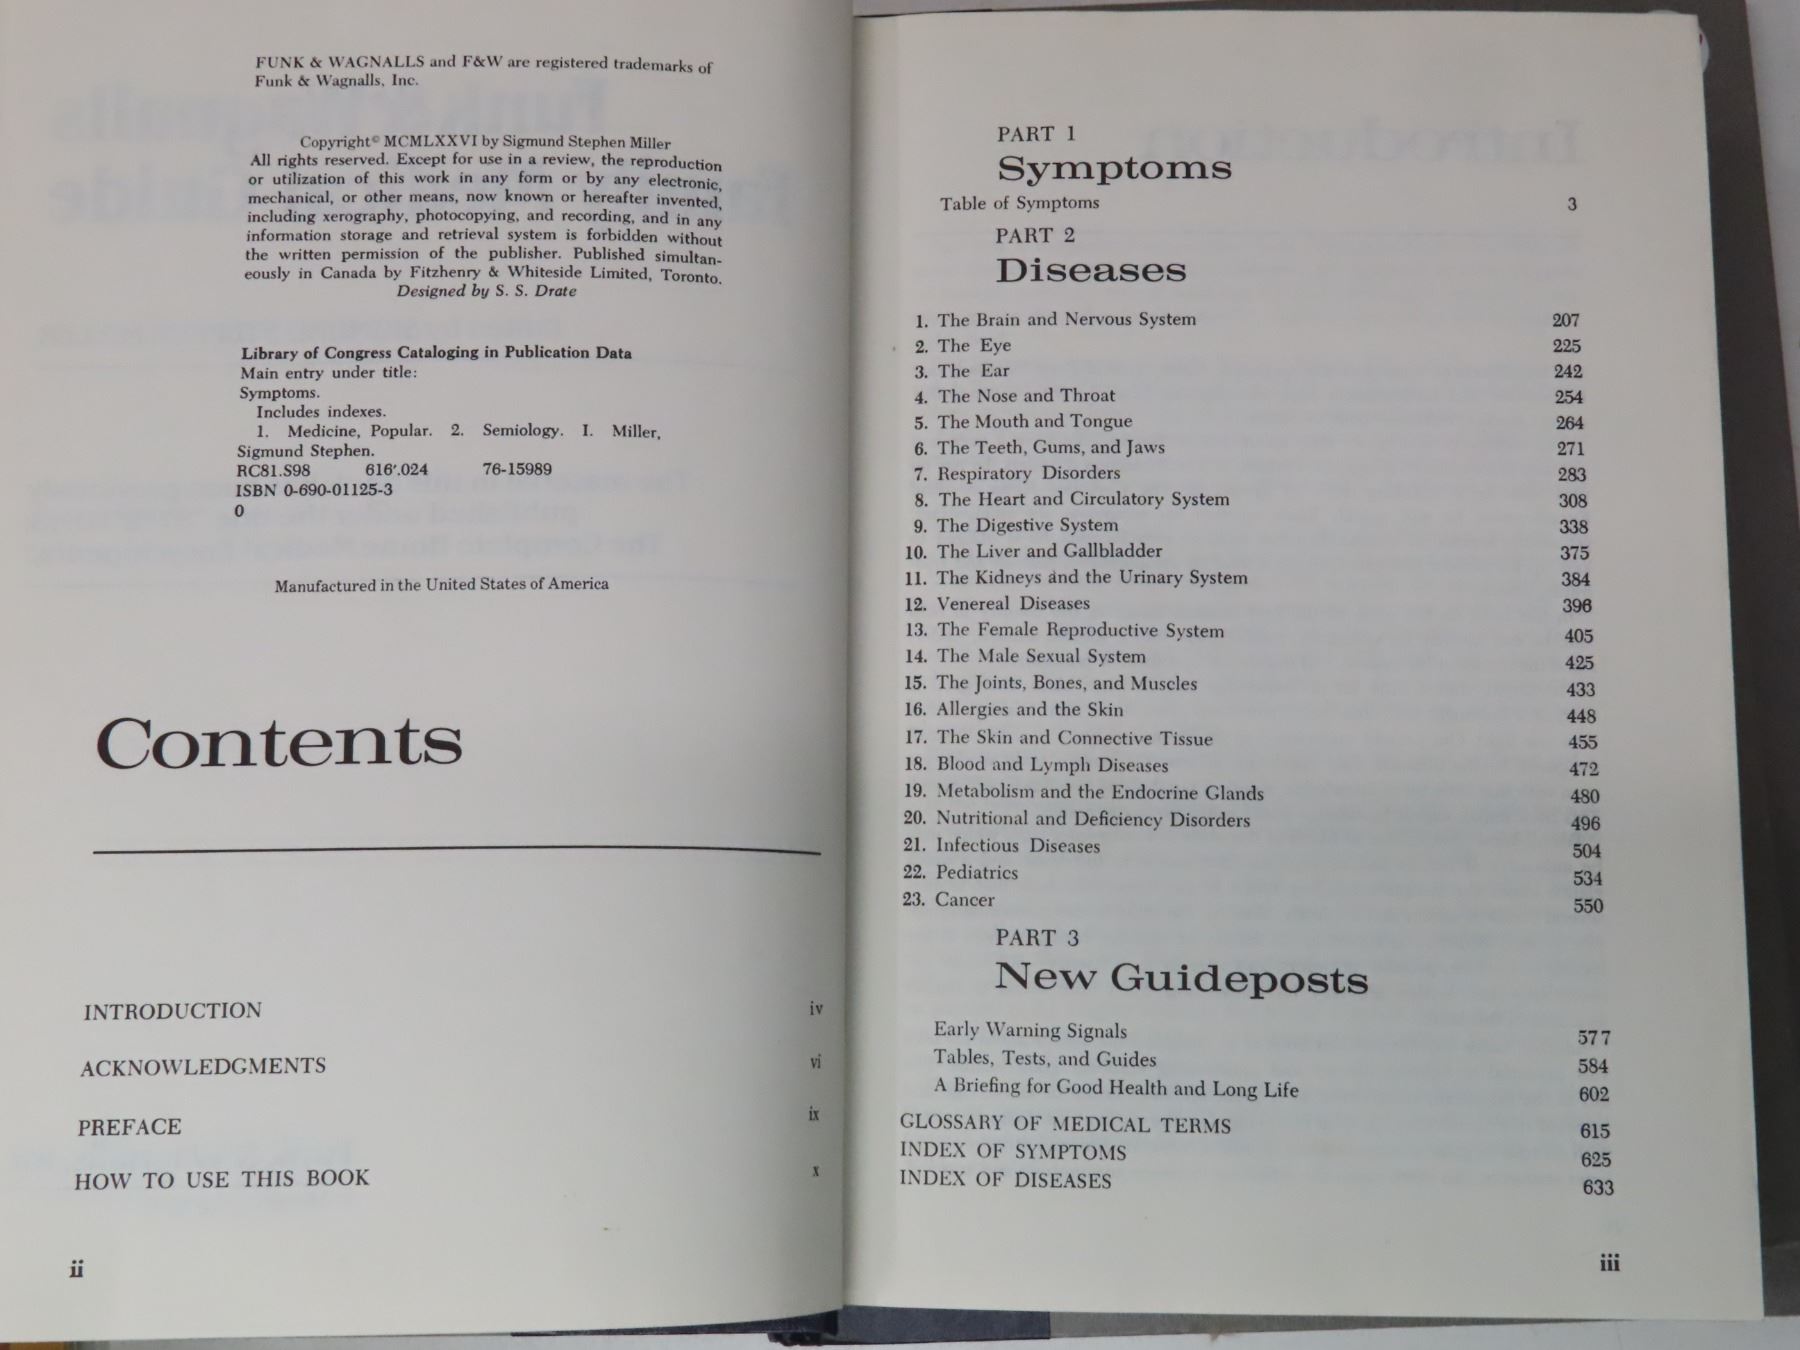 FUNK & WAGNALLS and F&W are registered trademarks of
Funk & Wagnalls, Inc.
Copyright© MCMLXXVI by Sigmund Stephen Miller
All rights reserved. Except for use in a review, the reproduction
or utilization of this work in any form or by any electronic,
mechanical, or other means, now known or hereafter invented,
including xerography, photocopying, and recording, and in any
information storage and retrieval system is forbidden without
the written permission of the publisher. Published simultan-
eously in Canada by Fitzhenry & Whiteside Limited, Toronto.
Designed by S. S. Drate
Library of Congress Cataloging in Publication Data
Main entry under title:
Symptoms.
Includes indexes.
1. Medicine, Popular. 2. Semiology. I. Miller,
Sigmund Stephen.
RC81.S98 616'.024 76-15989
ISBN 0-690-01125-3
0
Manufactured in the United States of America
Contents
INTRODUCTION iv
ACKNOWLEDGMENTS vi
PREFACE ix
HOW TO USE THIS BOOK x
ii
PART 1
Symptoms
Table of Symptoms 3
PART 2
Diseases
1. The Brain and Nervous System 207
2. The Eye 225
3. The Ear 242
4. The Nose and Throat 254
5. The Mouth and Tongue 264
6. The Teeth, Gums, and Jaws 271
7. Respiratory Disorders 283
8. The Heart and Circulatory System 308
9. The Digestive System 338
10. The Liver and Gallbladder 375
11. The Kidneys and the Urinary System 384
12. Venereal Diseases 396
13. The Female Reproductive System 405
14. The Male Sexual System 425
15. The Joints, Bones, and Muscles 433
16. Allergies and the Skin 448
17. The Skin and Connective Tissue 455
18. Blood and Lymph Diseases 472
19. Metabolism and the Endocrine Glands 480
20. Nutritional and Deficiency Disorders 496
21. Infectious Diseases 504
22. Pediatrics 534
23. Cancer 550
PART 3
New Guideposts
Early Warning Signals 577
Tables, Tests, and Guides 584
A Briefing for Good Health and Long Life 602
GLOSSARY OF MEDICAL TERMS 615
INDEX OF SYMPTOMS 625
INDEX OF DISEASES 633
iii